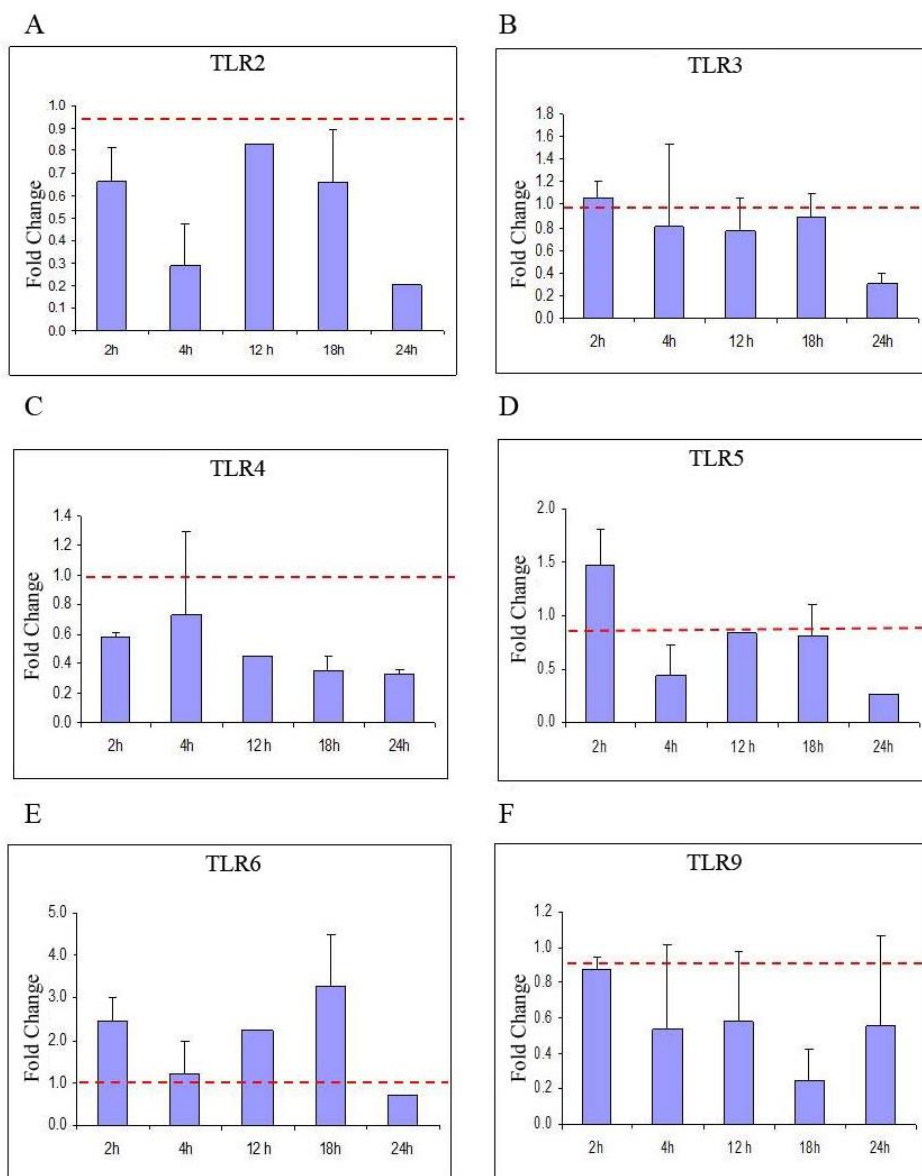 A
TLR2
Fold Change
1.0
0.9
0.8
0.7
0.6
0.5
0.4
0.3
0.2
0.1
0.0
2h 4h 12 h 18h 24h
B
TLR3
Fold Change
1.8
1.6
1.4
1.2
1.0
0.8
0.6
0.4
0.2
0.0
2h 4h 12h 18h 24h
C
TLR4
Fold Change
1.4
1.2
1.0
0.8
0.6
0.4
0.2
0.0
2h 4h 12 h 18h 24h
D
TLR5
Fold Change
2.0
1.5
1.0
0.5
0.0
2h 4h 12 h 18h 24h
E
TLR6
Fold Change
5.0
4.0
3.0
2.0
1.0
0.0
2h 4h 12 h 18h 24h
F
TLR9
Fold Change
1.2
1.0
0.8
0.6
0.4
0.2
0.0
2h 4h 12h 18h 24h